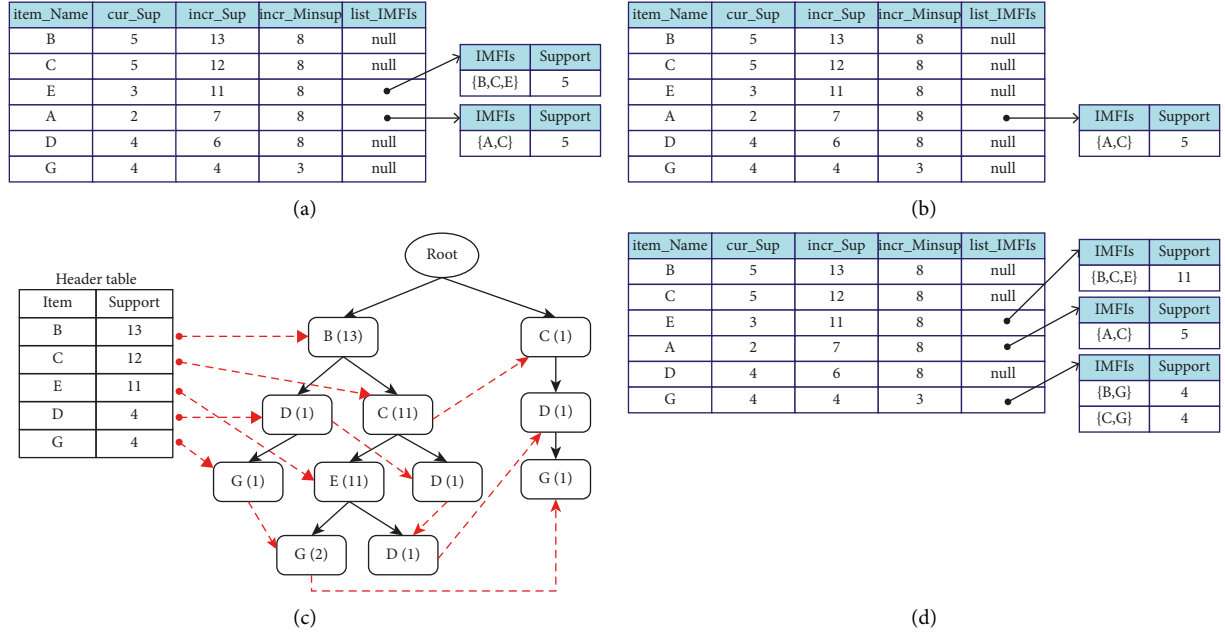 item_Name cur_Sup incr_Sup incr_Minsup list_IMFIs
B 5 13 8 null
C 5 12 8 null
E 3 11 8
A 2 7 8
D 4 6 8 null
G 4 4 3 null
IMFIs Support
{B,C,E} 5
IMFIs Support
{A,C} 5
(a)
item_Name cur_Sup incr_Sup incr_Minsup list_IMFIs
B 5 13 8 null
C 5 12 8 null
E 3 11 8 null
A 2 7 8
D 4 6 8 null
G 4 4 3 null
IMFIs Support
{A,C} 5
(b)
Header table
Item Support
B 13
C 12
E 11
D 4
G 4
Root
B (13) C (1)
D (1) C (11) D (1)
G (1) E (11) D (1) G (1)
G (2) D (1)
(c)
item_Name cur_Sup incr_Sup incr_Minsup list_IMFIs
B 5 13 8 null
C 5 12 8 null
E 3 11 8
A 2 7 8
D 4 6 8 null
G 4 4 3
IMFIs Support
{B,C,E} 11
IMFIs Support
{A,C} 5
IMFIs Support
{B,G} 4
{C,G} 4
(d)